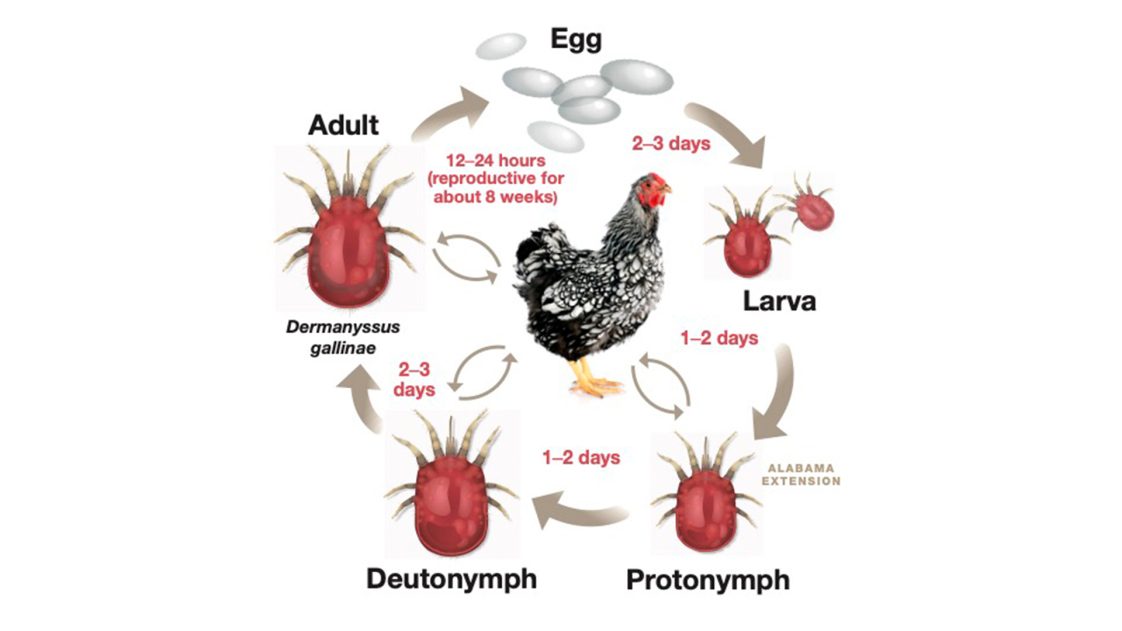 Egg
2–3 days
Larva
1–2 days
ALABAMA
EXTENSION
Protonymph
1–2 days
Deutonymph
2–3
days
Adult
Dermanyssus
gallinae
12–24 hours
(reproductive for
about 8 weeks)